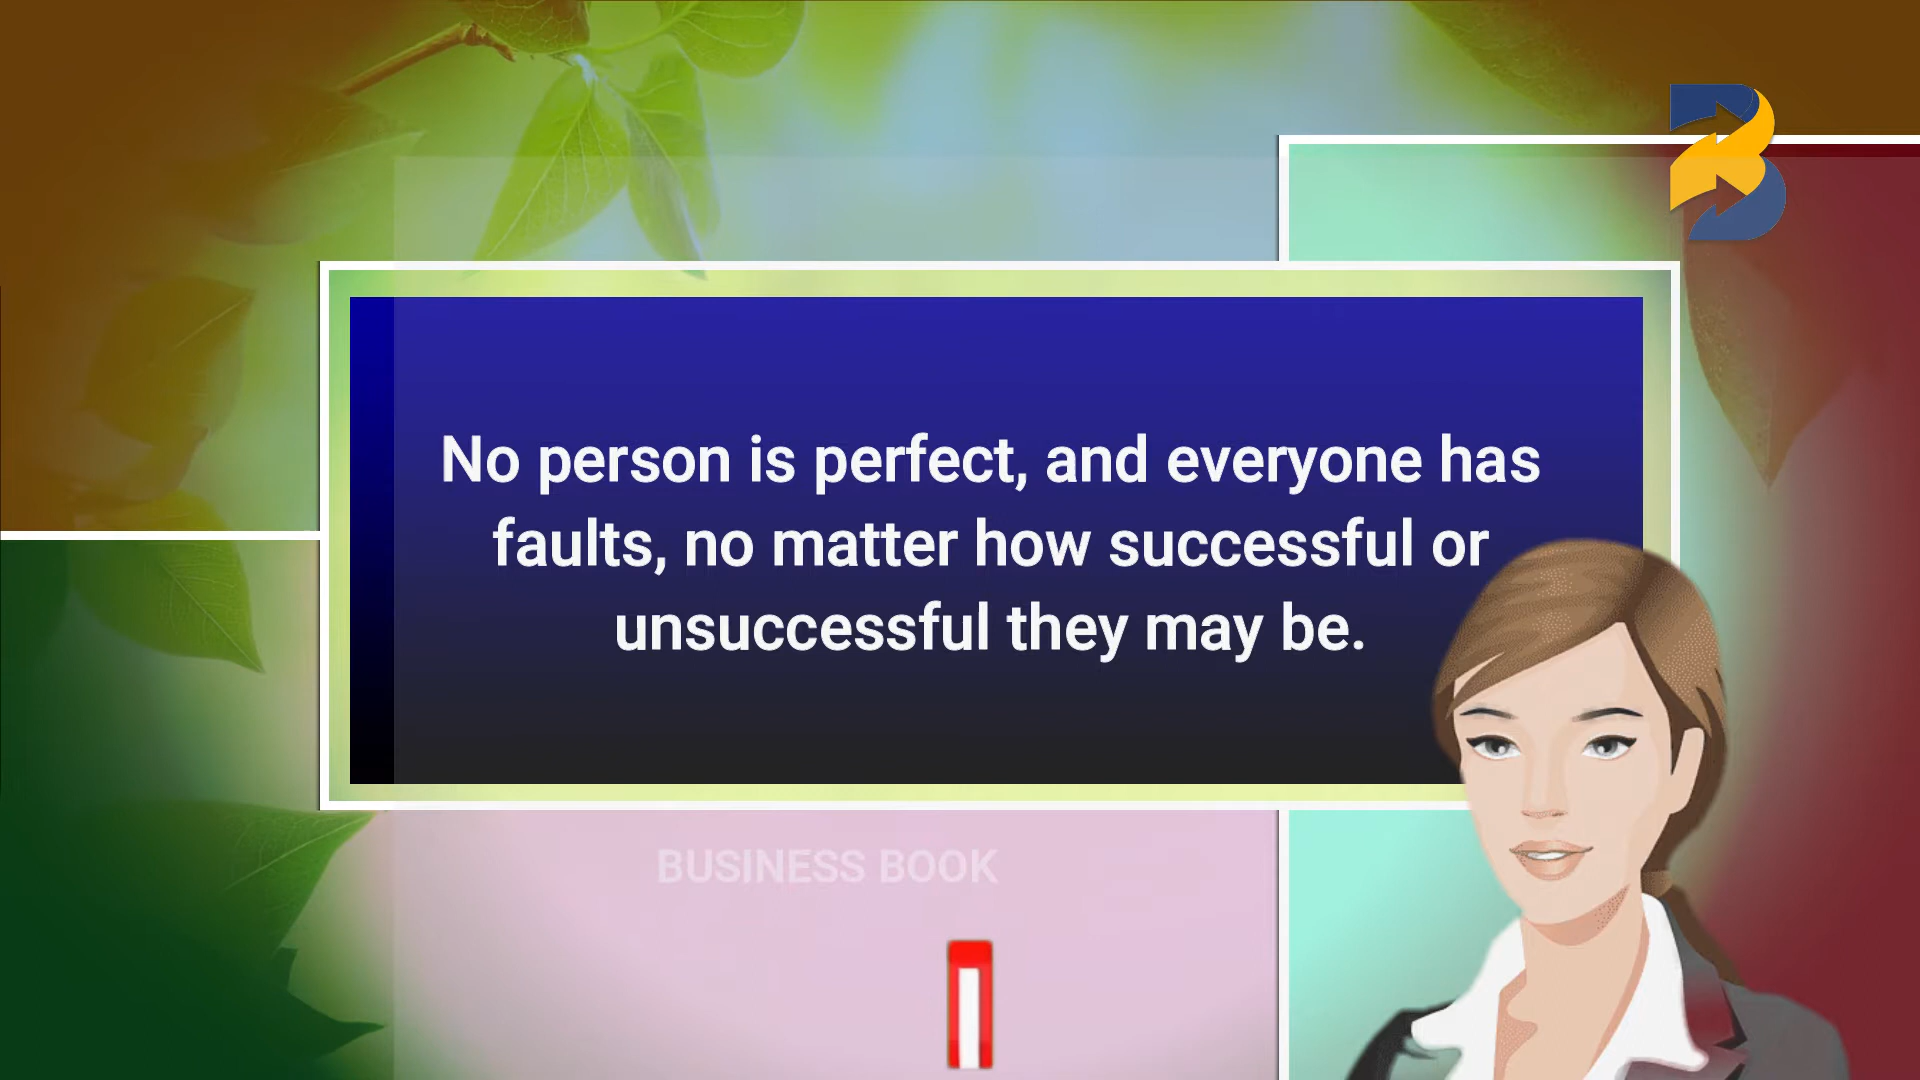 No person is perfect, and everyone has
faults, no matter how successful or
unsuccessful they may be.
BUSINESS BOOK